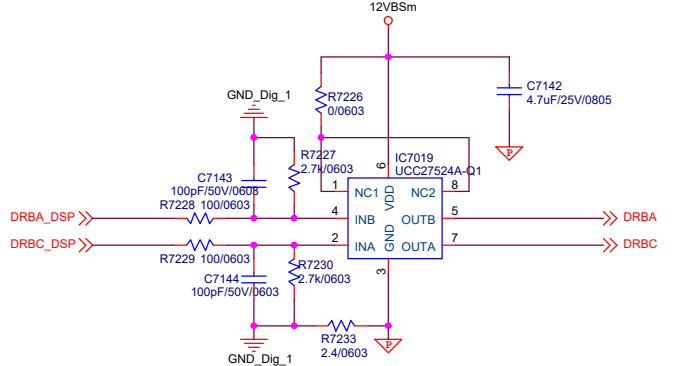 12VBSm
C7142
4.7uF/25V/0805
R7226
0/0603
P
GND_Dig_1
R7227
2.7k/0603
C7143
100pF/50V/0603
IC7019
UCC27524A-Q1
6
1
NC1
VDD
NC2
8
R7228 100/0603
DRBA_DSP
4
INB
OUTB
5
DRBA
DRBC_DSP
2
INA
GND
OUTA
7
DRBC
R7229 100/0603
3
R7230
2.7k/0603
C7144
100pF/50V/0603
R7233
2.4/0603
P
GND_Dig_1